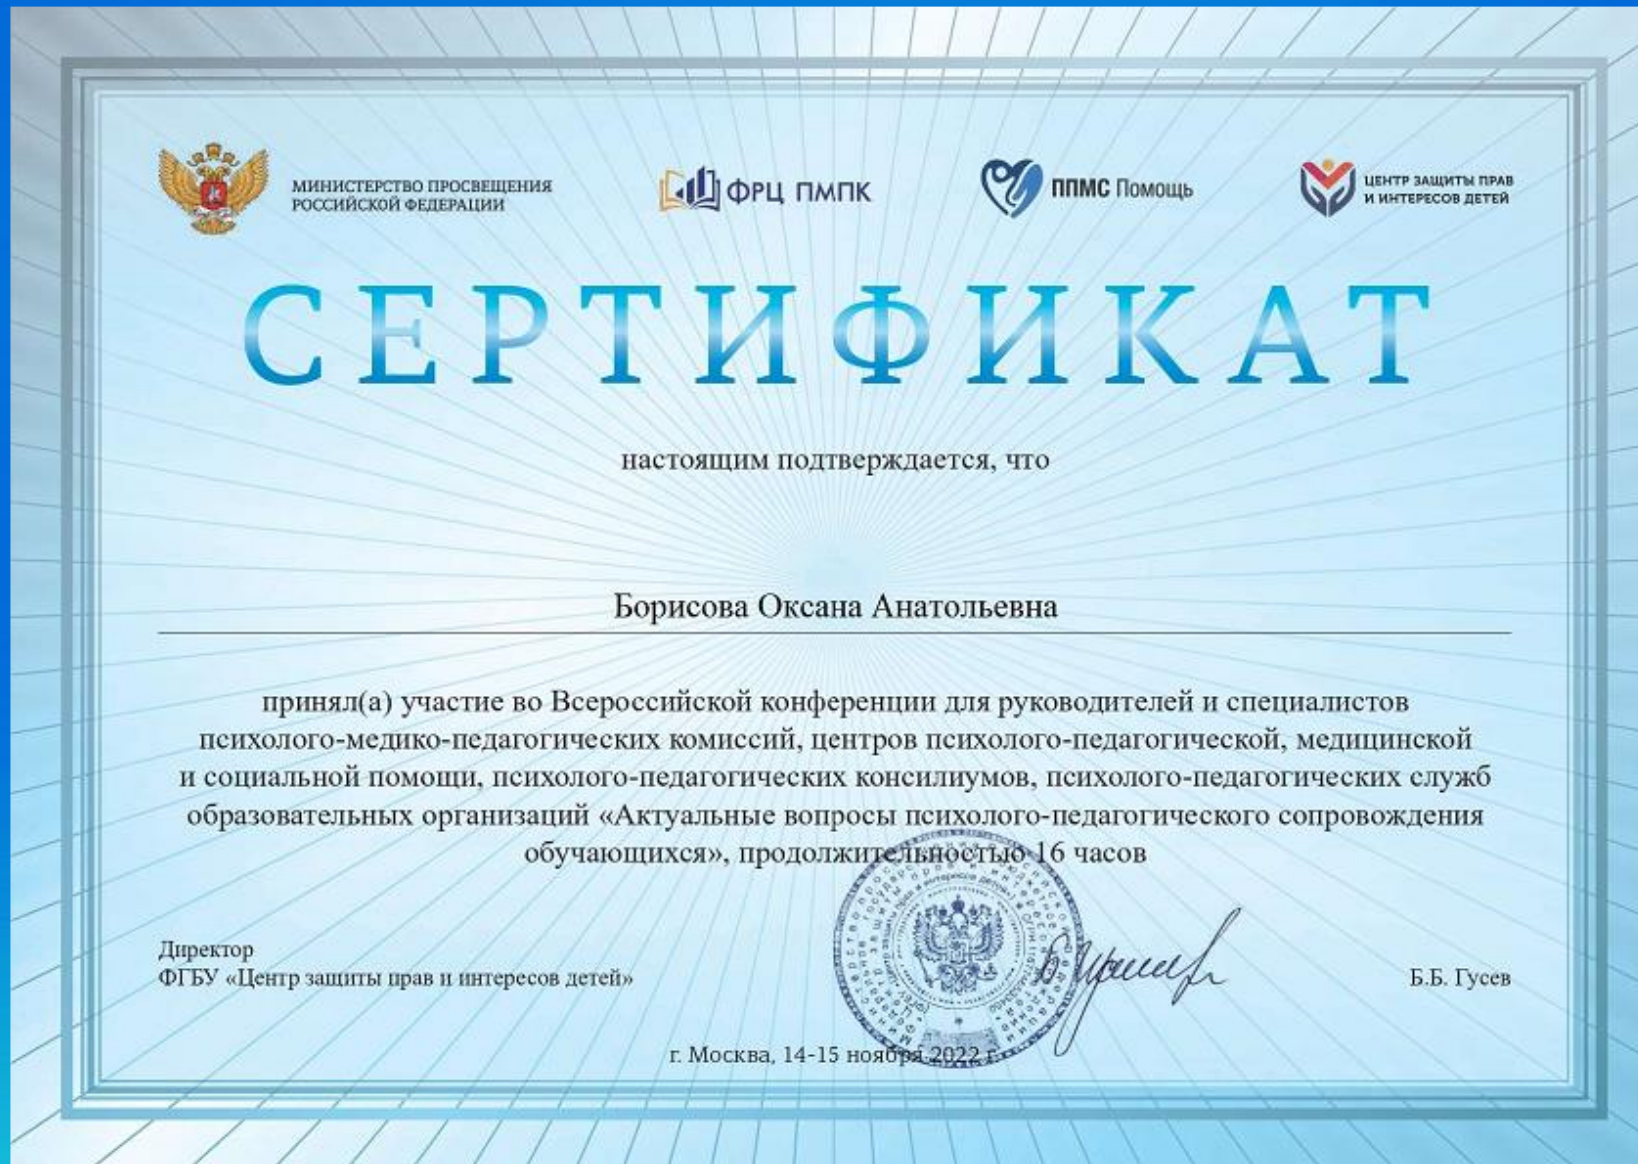 МИНИСТЕРСТВО ПРОСВЕЩЕНИЯ
РОССИЙСКОЙ ФЕДЕРАЦИИ
ФРЦ ПМПК
ППМС Помощь
ЦЕНТР ЗАЩИТЫ ПРАВ
И ИНТЕРЕСОВ ДЕТЕЙ
СЕРТИФИКАТ
настоящим подтверждается, что
Борисова Оксана Анатольевна
принял(а) участие во Всероссийской конференции для руководителей и специалистов
психолого-медико-педагогических комиссий, центров психолого-педагогической, медицинской
и социальной помощи, психолого-педагогических консилиумов, психолого-педагогических служб
образовательных организаций «Актуальные вопросы психолого-педагогического сопровождения
обучающихся», продолжительностью 16 часов
Директор
ФГБУ «Центр защиты прав и интересов детей»
Б.Б. Гусев
г. Москва, 14-15 ноября 2022 г.